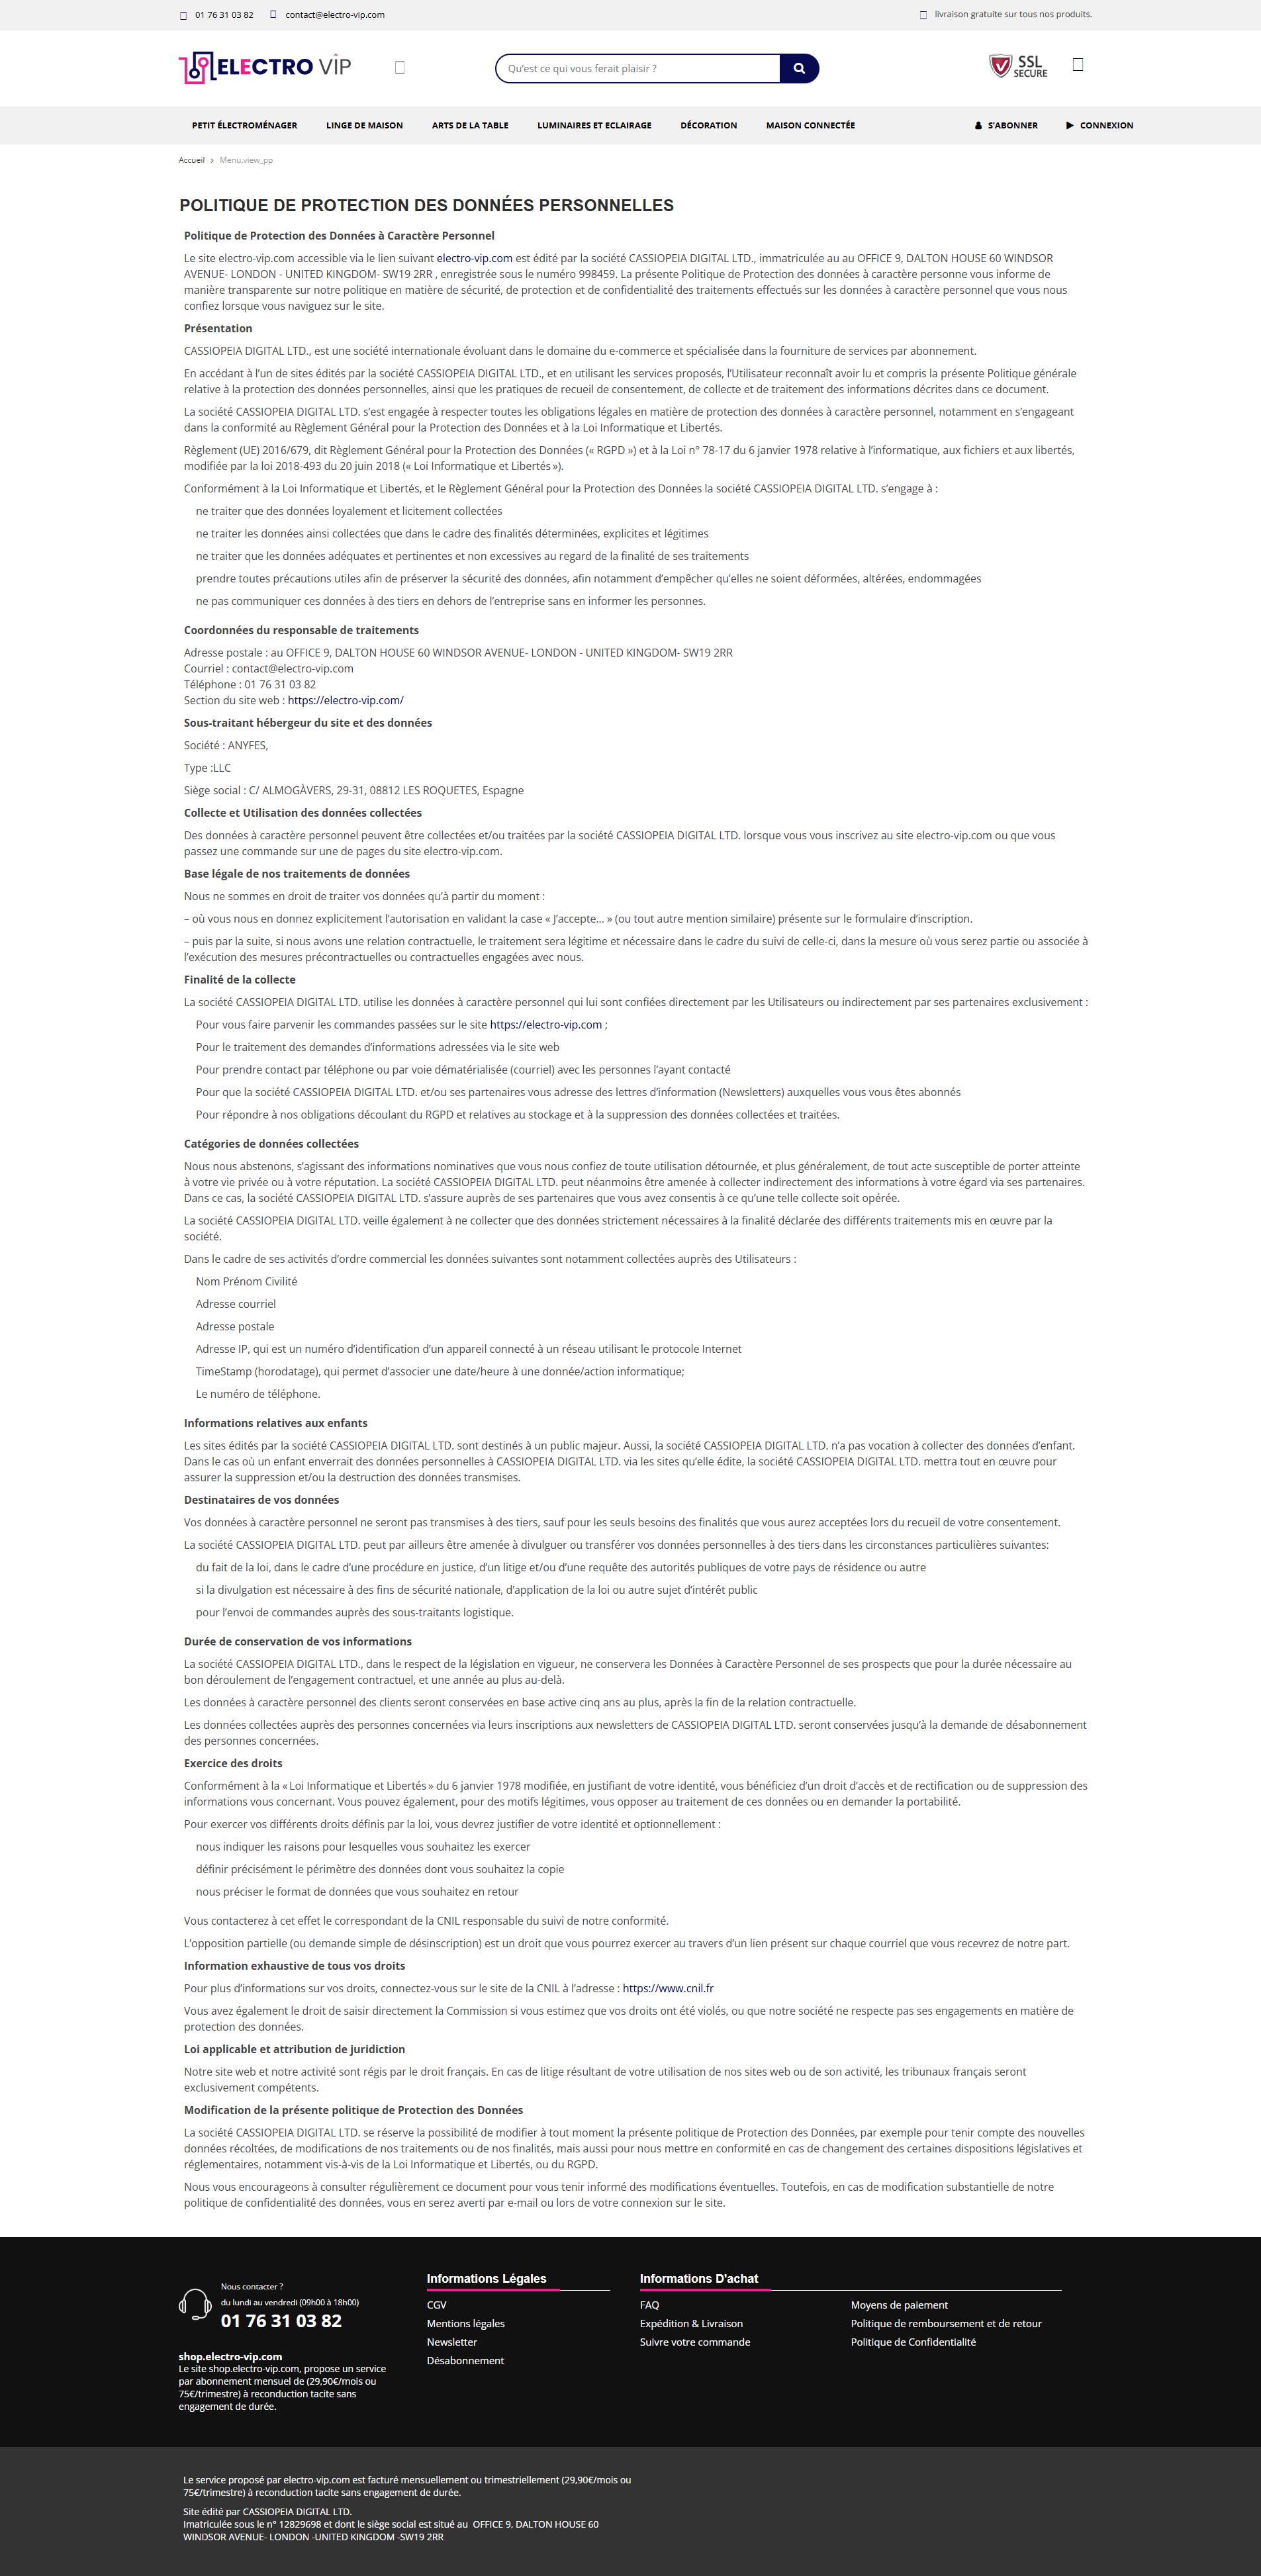 01 76 31 03 82 contact@electro-vip.com livraison gratuite sur tous nos produits.
ELECTRO VIP
Qu'est ce qui vous ferait plaisir ?
SSL
SECURE
PETIT ÉLECTROMÉNAGER LINGE DE MAISON ARTS DE LA TABLE LUMINAIRES ET ECLAIRAGE DÉCORATION MAISON CONNECTÉE S'ABONNER CONNEXION
Accueil › Menu.view_pp
POLITIQUE DE PROTECTION DES DONNÉES PERSONNELLES
Politique de Protection des Données à Caractère Personnel
Le site electro-vip.com accessible via le lien suivant electro-vip.com est édité par la société CASSIOPEIA DIGITAL LTD., immatriculée au au OFFICE 9, DALTON HOUSE 60 WINDSOR
AVENUE- LONDON - UNITED KINGDOM- SW19 2RR , enregistrée sous le numéro 998459. La présente Politique de Protection des données à caractère personne vous informe de
manière transparente sur notre politique en matière de sécurité, de protection et de confidentialité des traitements effectués sur les données à caractère personnel que vous nous
confiez lorsque vous naviguez sur le site.
Présentation
CASSIOPEIA DIGITAL LTD., est une société internationale évoluant dans le domaine du e-commerce et spécialisée dans la fourniture de services par abonnement.
En accédant à l'un de sites édités par la société CASSIOPEIA DIGITAL LTD., et en utilisant les services proposés, l'Utilisateur reconnaît avoir lu et compris la présente Politique générale
relative à la protection des données personnelles, ainsi que les pratiques de recueil de consentement, de collecte et de traitement des informations décrites dans ce document.
La société CASSIOPEIA DIGITAL LTD. s'est engagée à respecter toutes les obligations légales en matière de protection des données à caractère personnel, notamment en s'engageant
dans la conformité au Règlement Général pour la Protection des Données et à la Loi Informatique et Libertés.
Règlement (UE) 2016/679, dit Règlement Général pour la Protection des Données (« RGPD ») et à la Loi n° 78-17 du 6 janvier 1978 relative à l'informatique, aux fichiers et aux libertés,
modifiée par la loi 2018-493 du 20 juin 2018 (« Loi Informatique et Libertés »).
Conformément à la Loi Informatique et Libertés, et le Règlement Général pour la Protection des Données la société CASSIOPEIA DIGITAL LTD. s'engage à :
ne traiter que des données loyalement et licitement collectées
ne traiter les données ainsi collectées que dans le cadre des finalités déterminées, explicites et légitimes
ne traiter que les données adéquates et pertinentes et non excessives au regard de la finalité de ses traitements
prendre toutes précautions utiles afin de préserver la sécurité des données, afin notamment d'empêcher qu'elles ne soient déformées, altérées, endommagées
ne pas communiquer ces données à des tiers en dehors de l'entreprise sans en informer les personnes.
Coordonnées du responsable de traitements
Adresse postale : au OFFICE 9, DALTON HOUSE 60 WINDSOR AVENUE- LONDON - UNITED KINGDOM- SW19 2RR
Courriel : contact@electro-vip.com
Téléphone : 01 76 31 03 82
Section du site web : https://electro-vip.com/
Sous-traitant hébergeur du site et des données
Société : ANYFES,
Type :LLC
Siège social : C/ ALMOGÀVERS, 29-31, 08812 LES ROQUETES, Espagne
Collecte et Utilisation des données collectées
Des données à caractère personnel peuvent être collectées et/ou traitées par la société CASSIOPEIA DIGITAL LTD. lorsque vous vous inscrivez au site electro-vip.com ou que vous
passez une commande sur une de pages du site electro-vip.com.
Base légale de nos traitements de données
Nous ne sommes en droit de traiter vos données qu'à partir du moment :
– où vous nous en donnez explicitement l'autorisation en validant la case « J'accepte... » (ou tout autre mention similaire) présente sur le formulaire d'inscription.
– puis par la suite, si nous avons une relation contractuelle, le traitement sera légitime et nécessaire dans le cadre du suivi de celle-ci, dans la mesure où vous serez partie ou associée à
l'exécution des mesures précontractuelles ou contractuelles engagées avec nous.
Finalité de la collecte
La société CASSIOPEIA DIGITAL LTD. utilise les données à caractère personnel qui lui sont confiées directement par les Utilisateurs ou indirectement par ses partenaires exclusivement :
Pour vous faire parvenir les commandes passées sur le site https://electro-vip.com ;
Pour le traitement des demandes d'informations adressées via le site web
Pour prendre contact par téléphone ou par voie dématérialisée (courriel) avec les personnes l'ayant contacté
Pour que la société CASSIOPEIA DIGITAL LTD. et/ou ses partenaires vous adresse des lettres d'information (Newsletters) auxquelles vous vous êtes abonnés
Pour répondre à nos obligations découlant du RGPD et relatives au stockage et à la suppression des données collectées et traitées.
Catégories de données collectées
Nous nous abstenons, s'agissant des informations nominatives que vous nous confiez de toute utilisation détournée, et plus généralement, de tout acte susceptible de porter atteinte
à votre vie privée ou à votre réputation. La société CASSIOPEIA DIGITAL LTD. peut néanmoins être amenée à collecter indirectement des informations à votre égard via ses partenaires.
Dans ce cas, la société CASSIOPEIA DIGITAL LTD. s'assure auprès de ses partenaires que vous avez consentis à ce qu'une telle collecte soit opérée.
La société CASSIOPEIA DIGITAL LTD. veille également à ne collecter que des données strictement nécessaires à la finalité déclarée des différents traitements mis en œuvre par la
société.
Dans le cadre de ses activités d'ordre commercial les données suivantes sont notamment collectées auprès des Utilisateurs :
Nom Prénom Civilité
Adresse courriel
Adresse postale
Adresse IP, qui est un numéro d'identification d'un appareil connecté à un réseau utilisant le protocole Internet
TimeStamp (horodatage), qui permet d'associer une date/heure à une donnée/action informatique;
Le numéro de téléphone.
Informations relatives aux enfants
Les sites édités par la société CASSIOPEIA DIGITAL LTD. sont destinés à un public majeur. Aussi, la société CASSIOPEIA DIGITAL LTD. n'a pas vocation à collecter des données d'enfant.
Dans le cas où un enfant enverrait des données personnelles à CASSIOPEIA DIGITAL LTD. via les sites qu'elle édite, la société CASSIOPEIA DIGITAL LTD. mettra tout en œuvre pour
assurer la suppression et/ou la destruction des données transmises.
Destinataires de vos données
Vos données à caractère personnel ne seront pas transmises à des tiers, sauf pour les seuls besoins des finalités que vous aurez acceptées lors du recueil de votre consentement.
La société CASSIOPEIA DIGITAL LTD. peut par ailleurs être amenée à divulguer ou transférer vos données personnelles à des tiers dans les circonstances particulières suivantes:
du fait de la loi, dans le cadre d'une procédure en justice, d'un litige et/ou d'une requête des autorités publiques de votre pays de résidence ou autre
si la divulgation est nécessaire à des fins de sécurité nationale, d'application de la loi ou autre sujet d'intérêt public
pour l'envoi de commandes auprès des sous-traitants logistique.
Durée de conservation de vos informations
La société CASSIOPEIA DIGITAL LTD., dans le respect de la législation en vigueur, ne conservera les Données à Caractère Personnel de ses prospects que pour la durée nécessaire au
bon déroulement de l'engagement contractuel, et une année au plus au-delà.
Les données à caractère personnel des clients seront conservées en base active cinq ans au plus, après la fin de la relation contractuelle.
Les données collectées auprès des personnes concernées via leurs inscriptions aux newsletters de CASSIOPEIA DIGITAL LTD. seront conservées jusqu'à la demande de désabonnement
des personnes concernées.
Exercice des droits
Conformément à la « Loi Informatique et Libertés » du 6 janvier 1978 modifiée, en justifiant de votre identité, vous bénéficiez d'un droit d'accès et de rectification ou de suppression des
informations vous concernant. Vous pouvez également, pour des motifs légitimes, vous opposer au traitement de ces données ou en demander la portabilité.
Pour exercer vos différents droits définis par la loi, vous devrez justifier de votre identité et optionnellement :
nous indiquer les raisons pour lesquelles vous souhaitez les exercer
définir précisément le périmètre des données dont vous souhaitez la copie
nous préciser le format de données que vous souhaitez en retour
Vous contacterez à cet effet le correspondant de la CNIL responsable du suivi de notre conformité.
L'opposition partielle (ou demande simple de désinscription) est un droit que vous pourrez exercer au travers d'un lien présent sur chaque courriel que vous recevrez de notre part.
Information exhaustive de tous vos droits
Pour plus d'informations sur vos droits, connectez-vous sur le site de la CNIL à l'adresse : https://www.cnil.fr
Vous avez également le droit de saisir directement la Commission si vous estimez que vos droits ont été violés, ou que notre société ne respecte pas ses engagements en matière de
protection des données.
Loi applicable et attribution de juridiction
Notre site web et notre activité sont régis par le droit français. En cas de litige résultant de votre utilisation de nos sites web ou de son activité, les tribunaux français seront
exclusivement compétents.
Modification de la présente politique de Protection des Données
La société CASSIOPEIA DIGITAL LTD. se réserve la possibilité de modifier à tout moment la présente politique de Protection des Données, par exemple pour tenir compte des nouvelles
données récoltées, de modifications de nos traitements ou de nos finalités, mais aussi pour nous mettre en conformité en cas de changement des certaines dispositions législatives et
réglementaires, notamment vis-à-vis de la Loi Informatique et Libertés, ou du RGPD.
Nous vous encourageons à consulter régulièrement ce document pour vous tenir informé des modifications éventuelles. Toutefois, en cas de modification substantielle de notre
politique de confidentialité des données, vous en serez averti par e-mail ou lors de votre connexion sur le site.
Nous contacter ?
du lundi au vendredi (09h00 à 18h00)
01 76 31 03 82
shop.electro-vip.com
Le site shop.electro-vip.com, propose un service
par abonnement mensuel de (29,90€/mois ou
75€/trimestre) à reconduction tacite sans
engagement de durée.
Informations Légales
CGV
Mentions légales
Newsletter
Désabonnement
Informations D'achat
FAQ
Expédition & Livraison
Suivre votre commande
Moyens de paiement
Politique de remboursement et de retour
Politique de Confidentialité
Le service proposé par electro-vip.com est facturé mensuellement ou trimestriellement (29,90€/mois ou
75€/trimestre) à reconduction tacite sans engagement de durée.
Site édité par CASSIOPEIA DIGITAL LTD.
Imatriculée sous le n° 12829698 et dont le siège social est situé au OFFICE 9, DALTON HOUSE 60
WINDSOR AVENUE- LONDON -UNITED KINGDOM -SW19 2RR